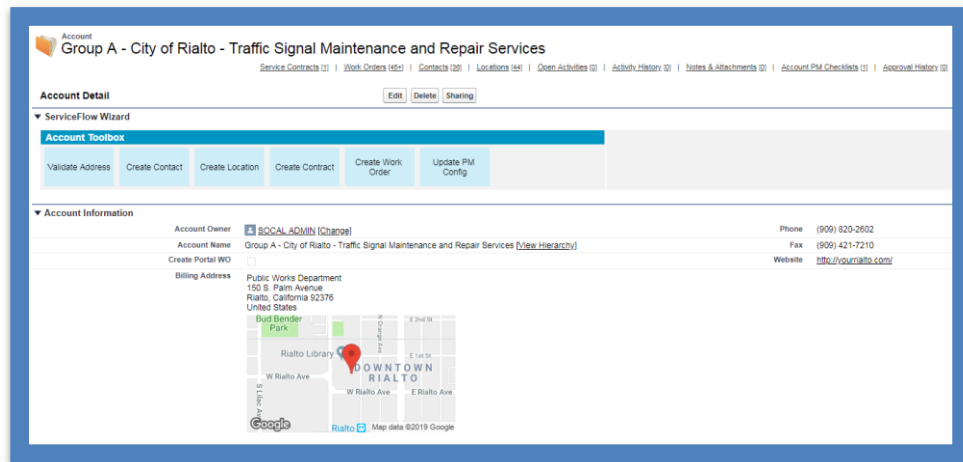 Account
Group A - City of Rialto - Traffic Signal Maintenance and Repair Services
Service Contracts [1] | Work Orders [45+] | Contacts [26] | Locations [44] | Open Activities [0] | Activity History [0] | Notes & Attachments [0] | Account PM Checklists [1] | Approval History [0]
Account Detail Edit Delete Sharing
ServiceFlow Wizard
Account Toolbox
Validate Address Create Contact Create Location Create Contract Create Work Order Update PM Config
Account Information
Account Owner SOCAL ADMIN [Change] Phone (909) 820-2602
Account Name Group A - City of Rialto - Traffic Signal Maintenance and Repair Services [View Hierarchy] Fax (909) 421-7210
Create Portal WO Website http://yourrialto.com/
Billing Address Public Works Department
150 S. Palm Avenue
Rialto, California 92376
United States
Bud Bender
Park
N Orange Ave
E 2nd St
Rialto Library
E 1st St
DOWNTOWN
RIALTO
W Rialto Ave
W Rialto Ave
E Rialto Ave
S Lilac Ave
Google
Rialto
Map data ©2019 Google